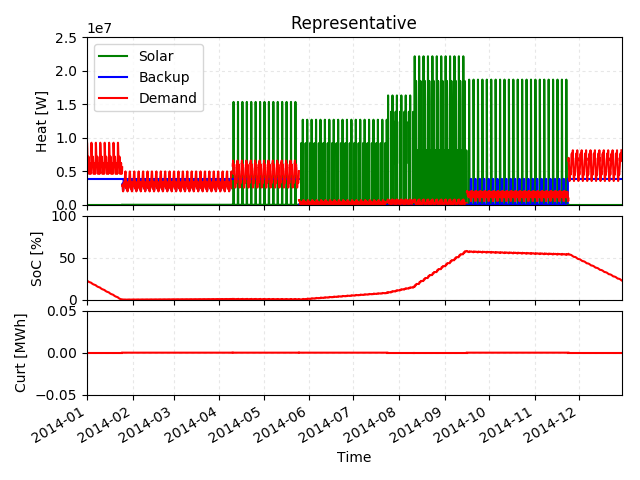 Representative
1e7
2.5
2.0
1.5
1.0
0.5
0.0
Heat [W]
Solar
Backup
Demand
100
50
0
SoC [%]
0.05
0.00
−0.05
Curt [MWh]
2014-01
2014-02
2014-03
2014-04
2014-05
2014-06
2014-07
2014-08
2014-09
2014-10
2014-11
2014-12
Time